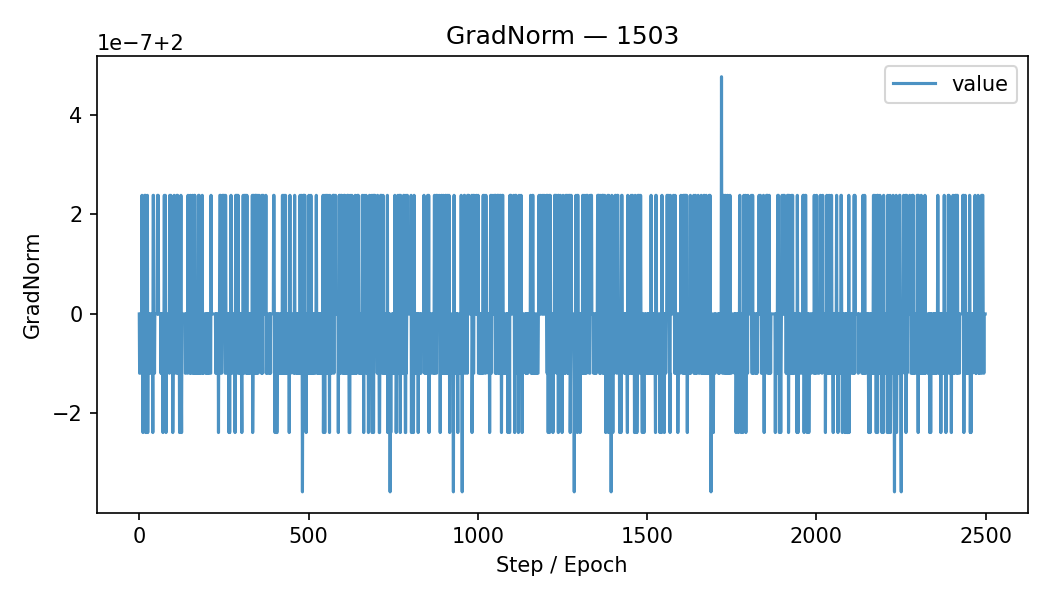 GradNorm — 1503
1e−7+2
value
GradNorm
4
2
0
−2
0 500 1000 1500 2000 2500
Step / Epoch